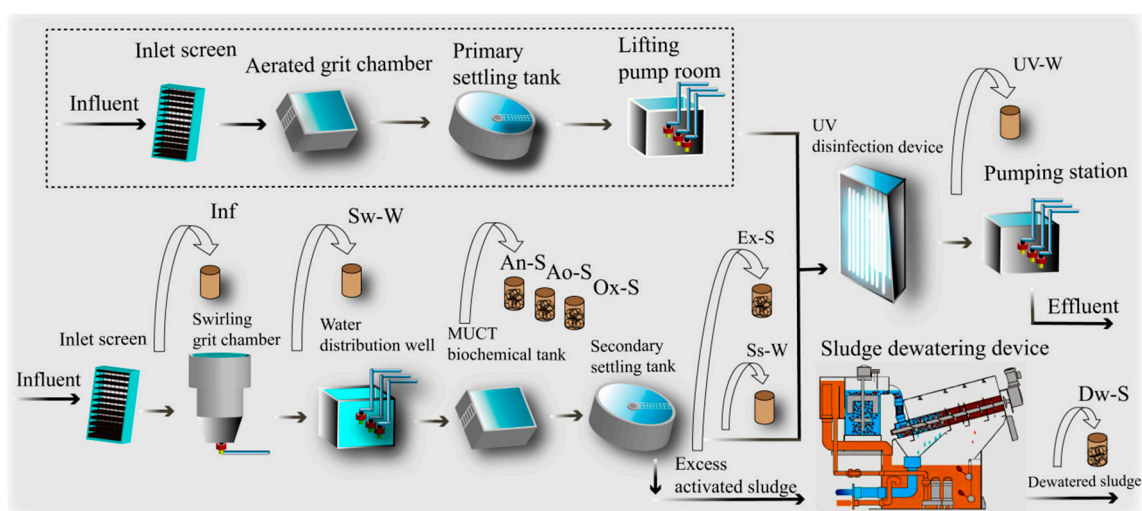 Inlet screen
Aerated grit chamber
Primary
settling tank
Lifting
pump room
Influent
UV-W
UV
disinfection device
Pumping station
Inf
Sw-W
Ex-S
An-S
Ao-S
Ox-S
Effluent
Inlet screen
Swirling
grit chamber
Water
distribution well
MUCT
biochemical tank
Secondary
settling tank
Ss-W
Sludge dewatering device
Influent
Dw-S
Excess
activated sludge
Dewatered sludge